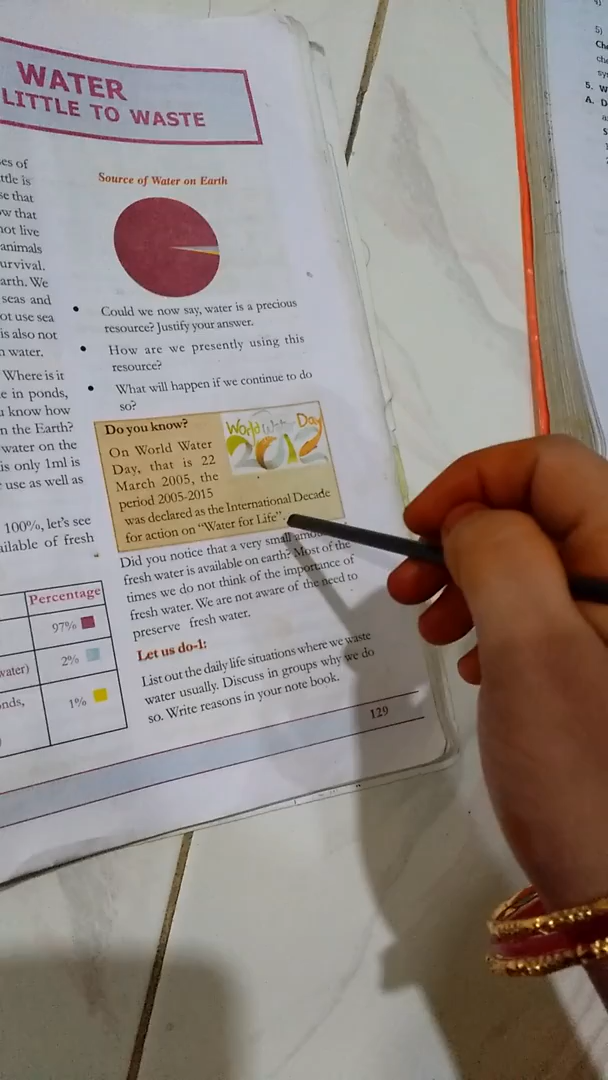 WATER
LITTLE TO WASTE
es of
ttle is
se that
w that
not live
animals
urvival.
arth. We
seas and
ot use sea
is also not
water.
Where is it
e in ponds,
know how
n the Earth?
water on the
is only 1ml is
use as well as
100%, let's see
ilable of fresh
Percentage
97%
water)
2%
nds,
1%
Source of Water on Earth
• Could we now say, water is a precious
resource? Justify your answer.
• How are we presently using this
resource?
• What will happen if we continue to do
so?
Do you know?
On World Water
Day, that is 22
March 2005, the
period 2005-2015
was declared as the International Decade
for action on "Water for Life".
World Water Day
2012
Did you notice that a very small
fresh water is available on earth? Most of the
times we do not think of the importance of
fresh water. We are not aware of the need to
preserve fresh water.
Let us do-1:
List out the daily life situations where we waste
water usually. Discuss in groups why we do
so. Write reasons in your note book.
129
5)
5. W
A. D